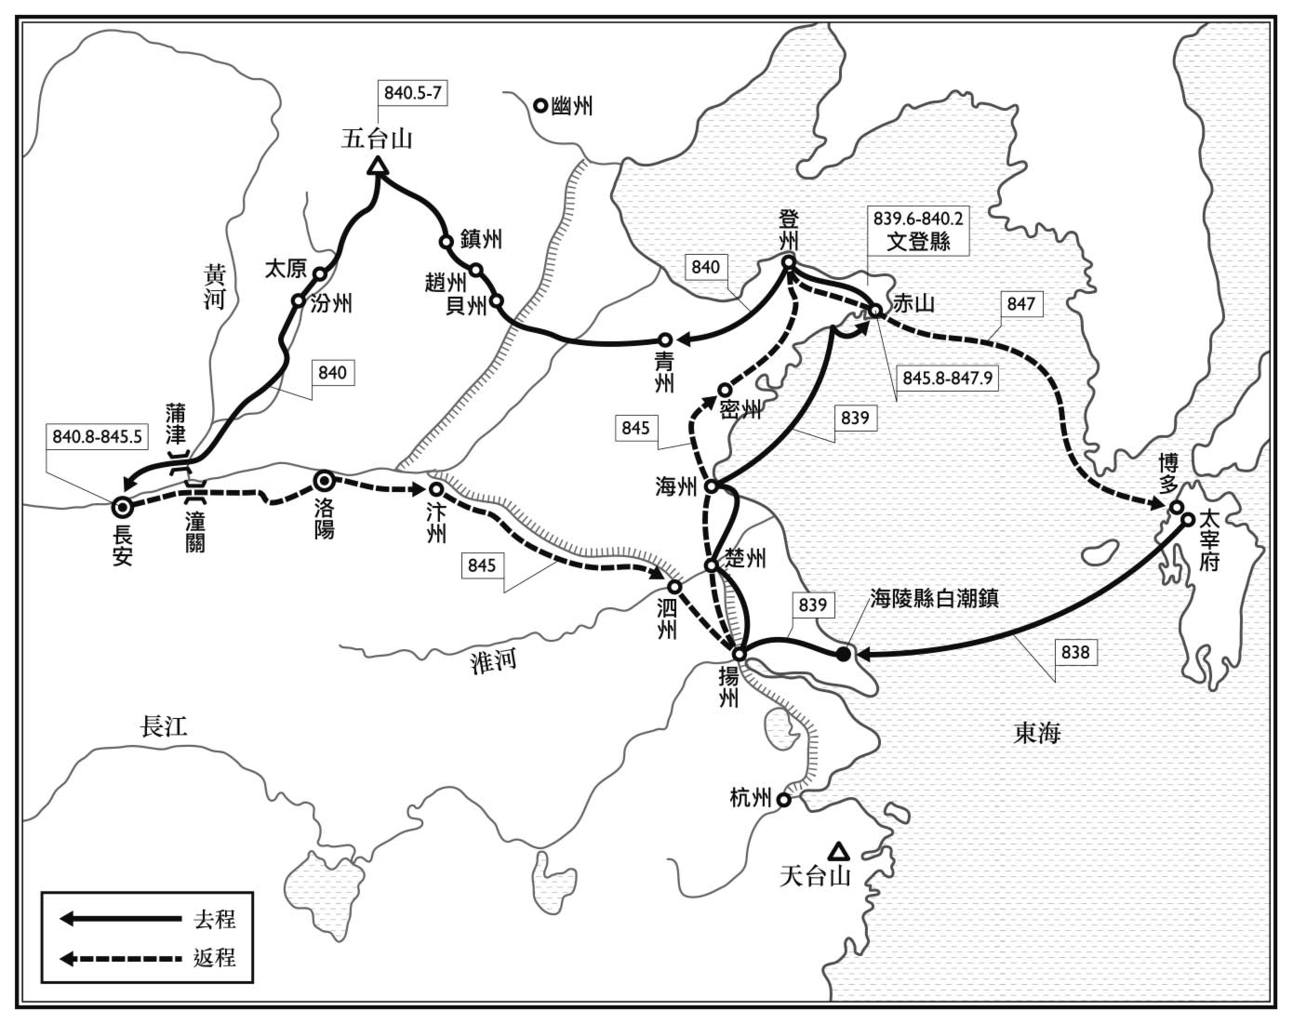 840.5-7
五台山
幽州
登州
839.6-840.2
文登縣
鎮州
太原
趙州
840
黃河
汾州
貝州
赤山
847
青州
840
845.8-847.9
密州
蒲津
840.8-845.5
845
839
博多
海州
洛陽
汴州
長安
潼關
太宰府
楚州
845
泗州
839
海陵縣白潮鎮
淮河
揚州
838
長江
東海
杭州
天台山
去程
返程